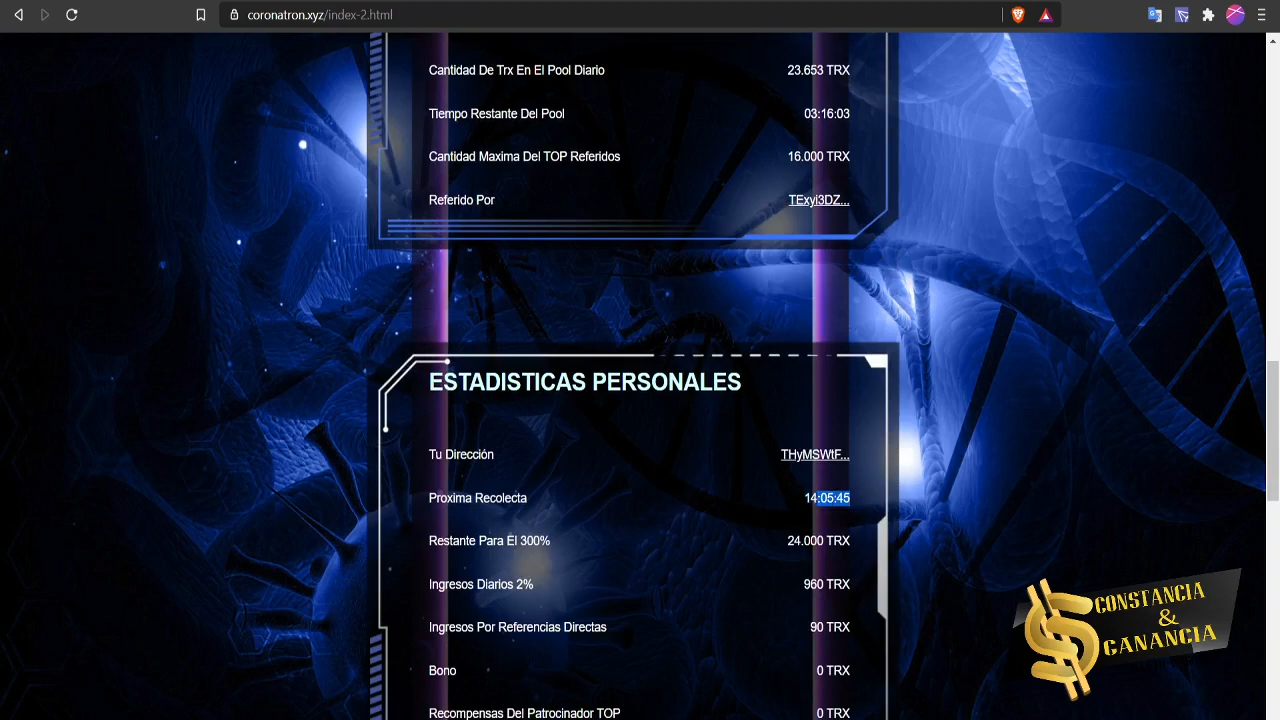 coronatron.xyz/index-2.html
Cantidad De Trx En El Pool Diario 23.653 TRX
Tiempo Restante Del Pool 03:16:03
Cantidad Maxima Del TOP Referidos 16.000 TRX
Referido Por TExyi3DZ...
ESTADISTICAS PERSONALES
Tu Dirección THyMSWtF...
Proxima Recolecta 14:05:45
Restante Para El 300% 24.000 TRX
Ingresos Diarios 2% 960 TRX
Ingresos Por Referencias Directas 90 TRX
Bono 0 TRX
Recompensas Del Patrocinador TOP 0 TRX
CONSTANCIA
&
GANANCIA